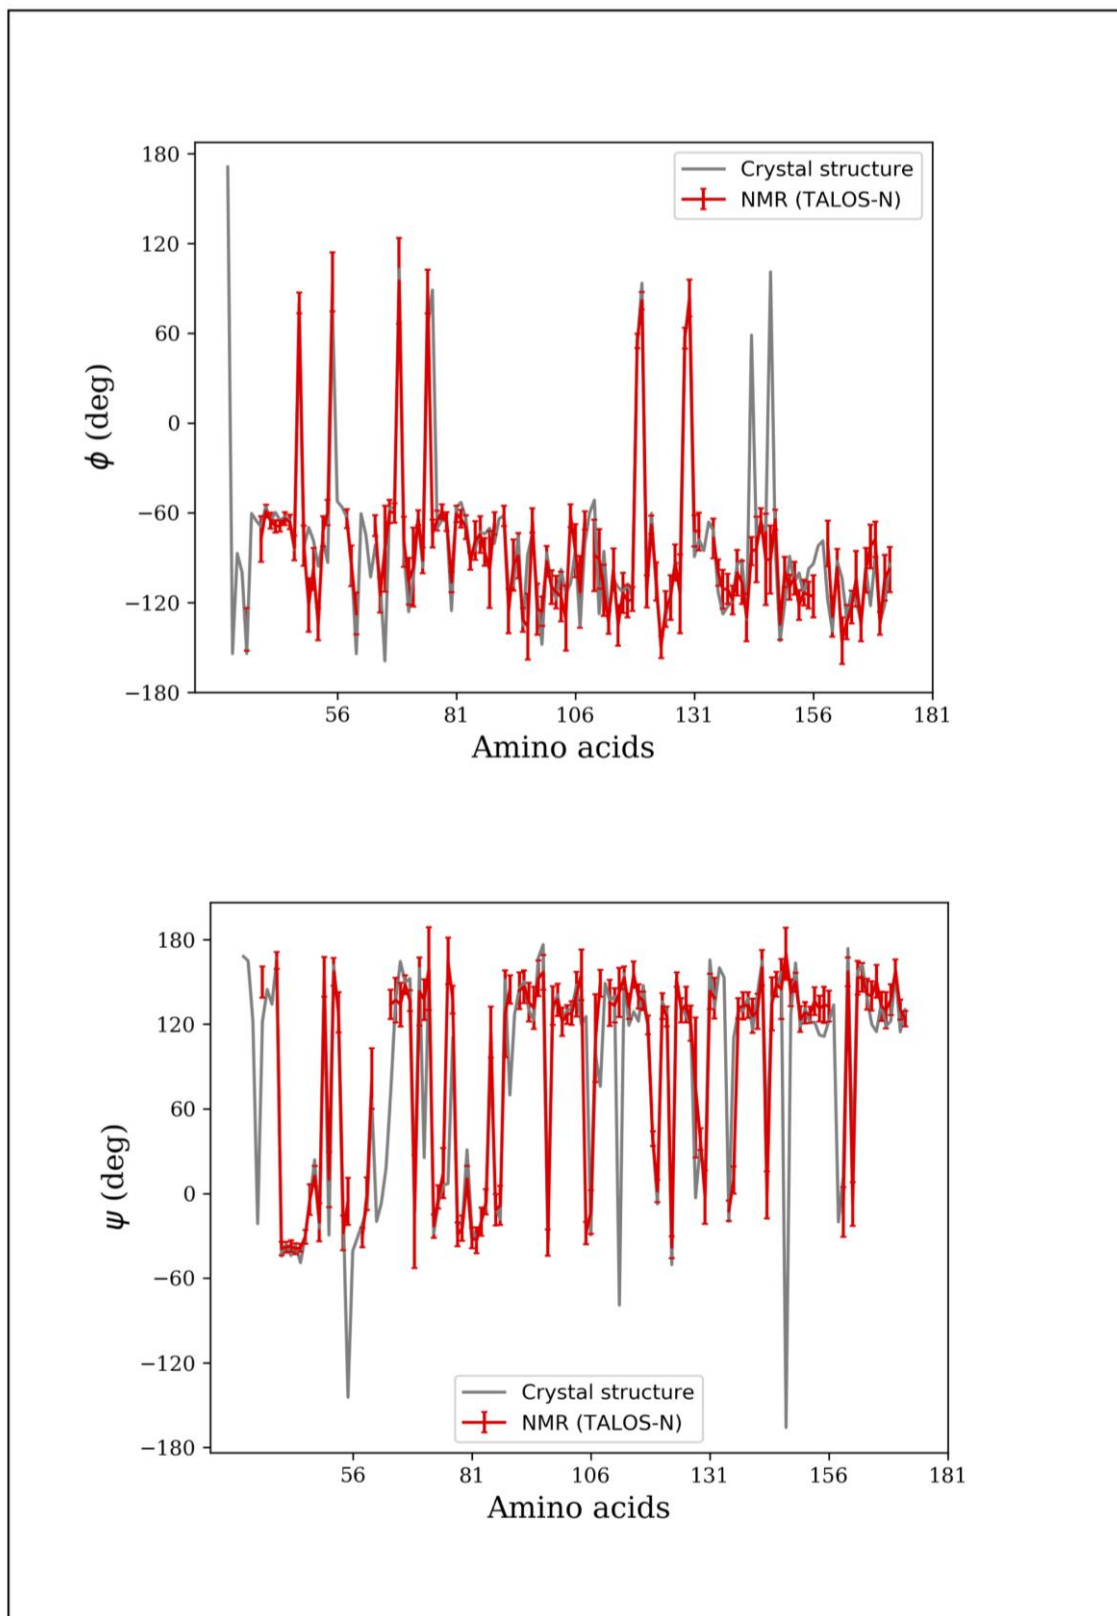 180
120
60
0
−60
−120
−180
ϕ (deg)
Crystal structure
NMR (TALOS-N)
56 81 106 131 156 181
Amino acids
180
120
60
0
−60
−120
−180
ψ (deg)
Crystal structure
NMR (TALOS-N)
56 81 106 131 156 181
Amino acids